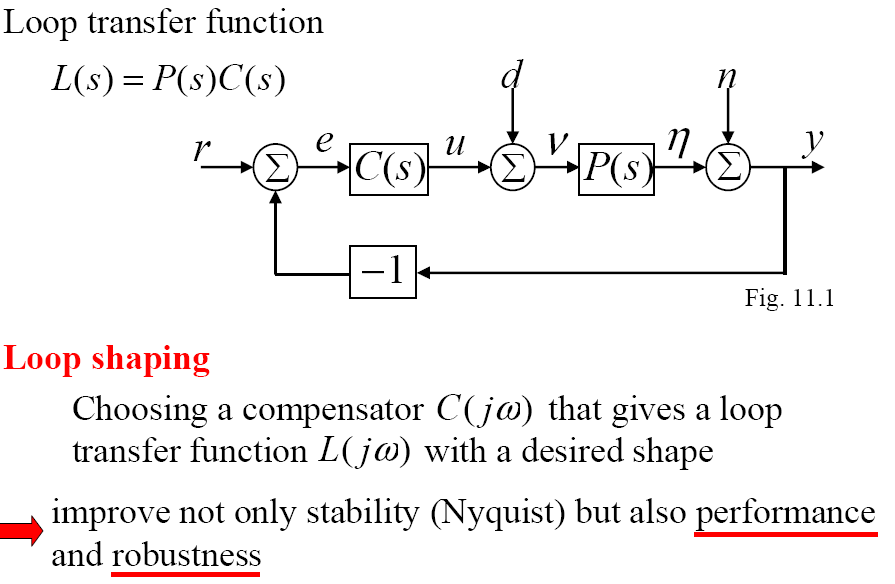 Loop transfer function
L(s) = P(s)C(s)
d
n
r
Σ
e
C(s)
u
Σ
ν
P(s)
η
Σ
y
−1
Fig. 11.1
Loop shaping
Choosing a compensator C(jω) that gives a loop
transfer function L(jω) with a desired shape
improve not only stability (Nyquist) but also performance
and robustness